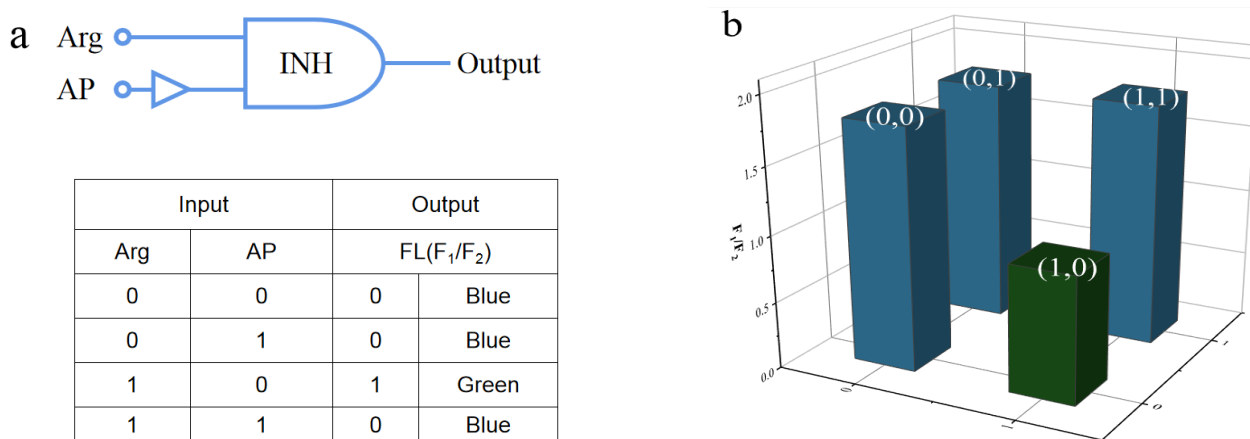 a
Arg
AP
INH
Output
Input Output
Arg AP FL(F₁/F₂)
0 0 0 Blue
0 1 0 Blue
1 0 1 Green
1 1 0 Blue
b
2.0
1.5
1.0
0.5
0.0
F₁/F₂
(0,0)
(0,1)
(1,1)
(1,0)
0
1
0
1